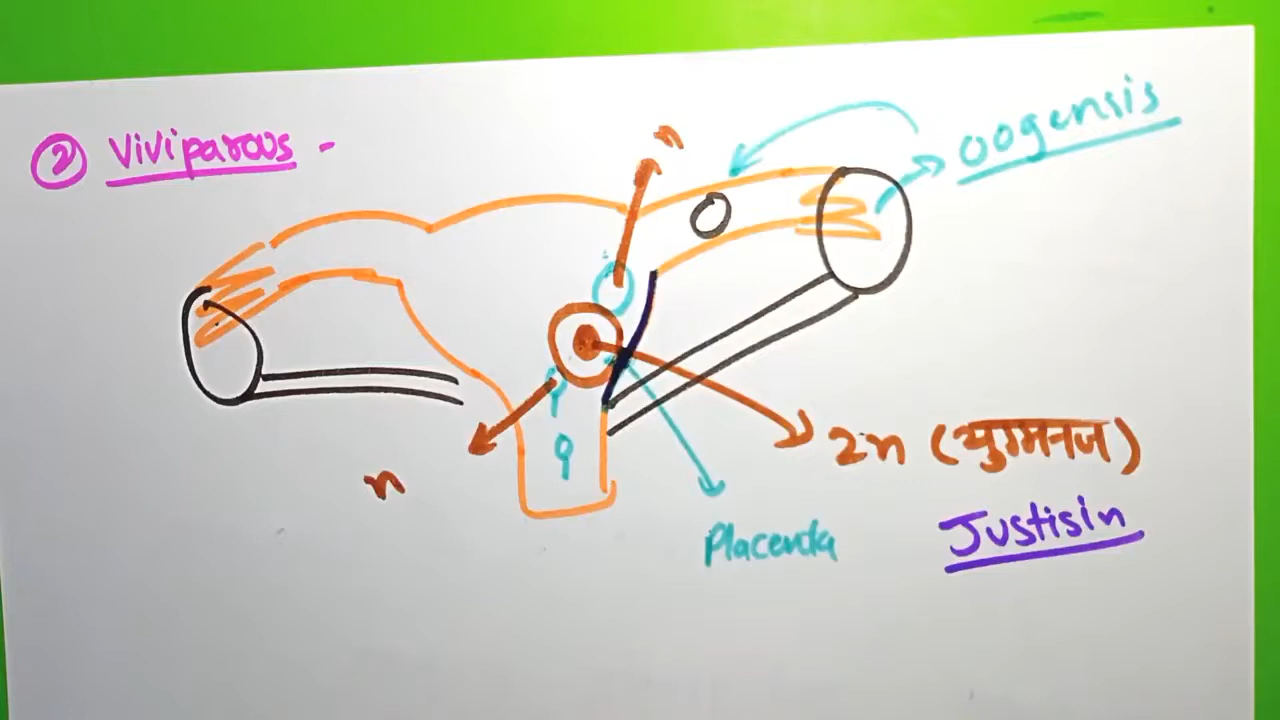 ② Viviparous -
oogensis
n
2n (युग्मनज)
n
Placenta
Justisin